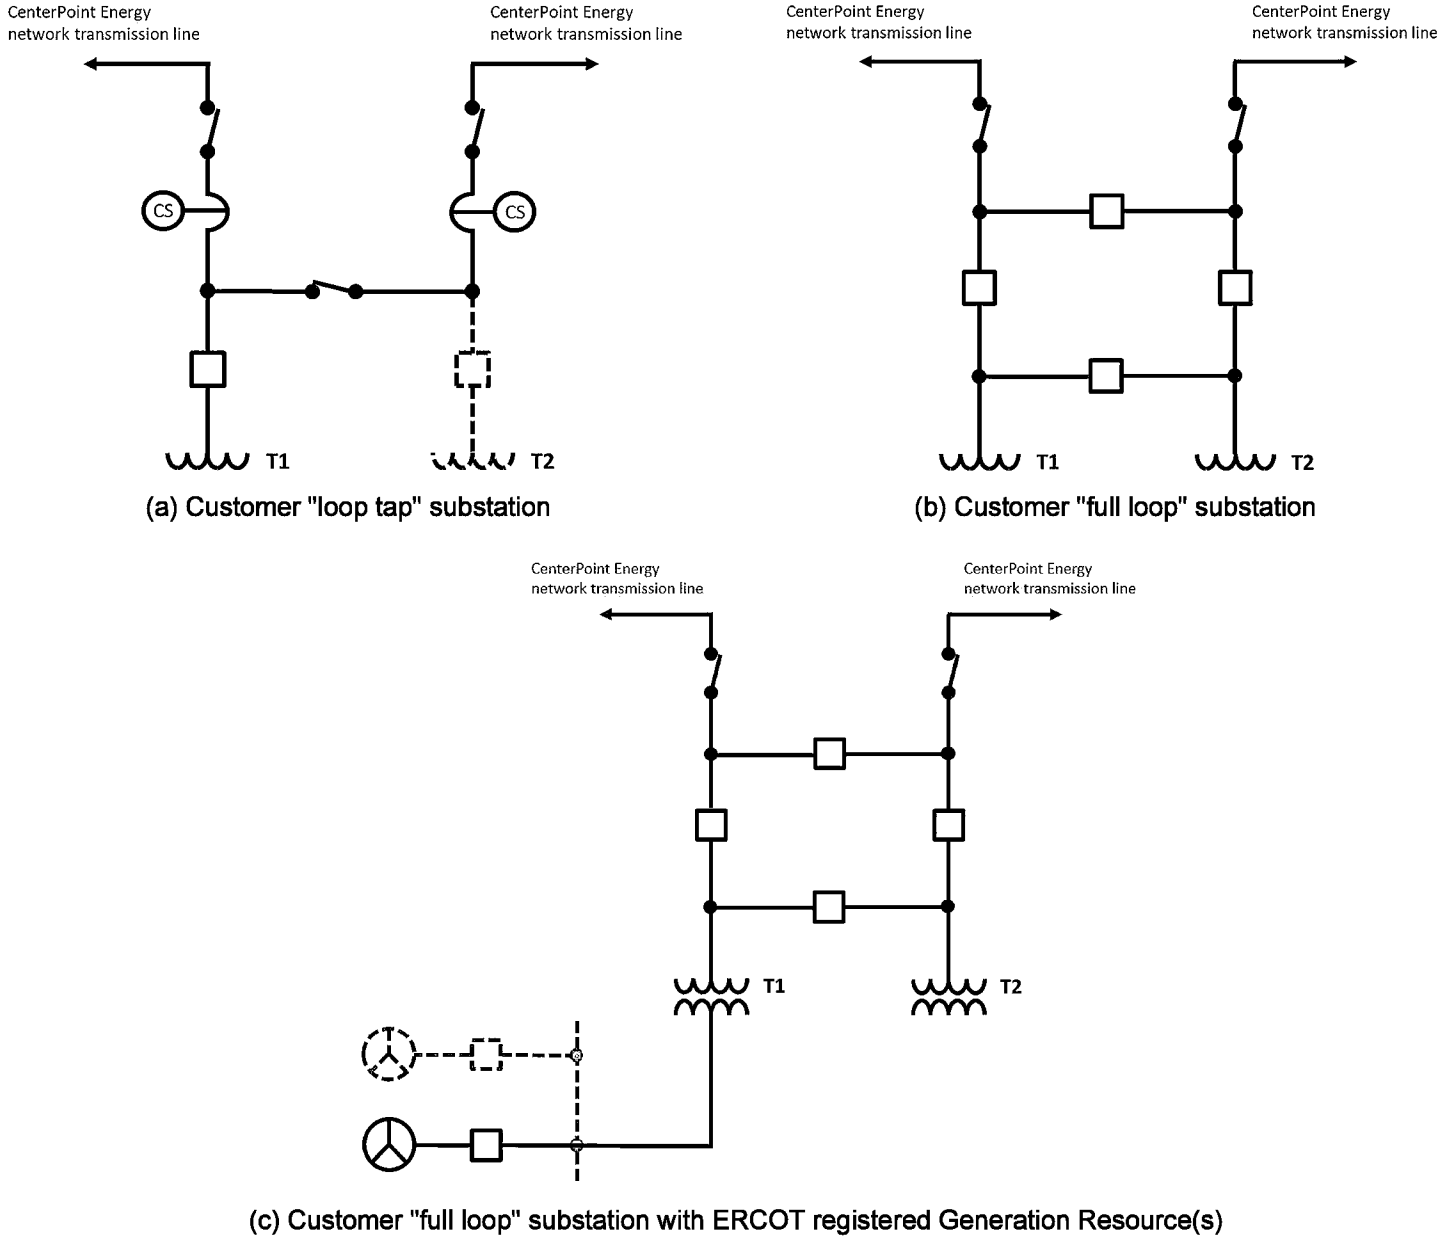 CenterPoint Energy
network transmission line
CenterPoint Energy
network transmission line
CS
CS
T1
T2
(a) Customer "loop tap" substation
CenterPoint Energy
network transmission line
CenterPoint Energy
network transmission line
T1
T2
(b) Customer "full loop" substation
CenterPoint Energy
network transmission line
CenterPoint Energy
network transmission line
T1
T2
(c) Customer "full loop" substation with ERCOT registered Generation Resource(s)